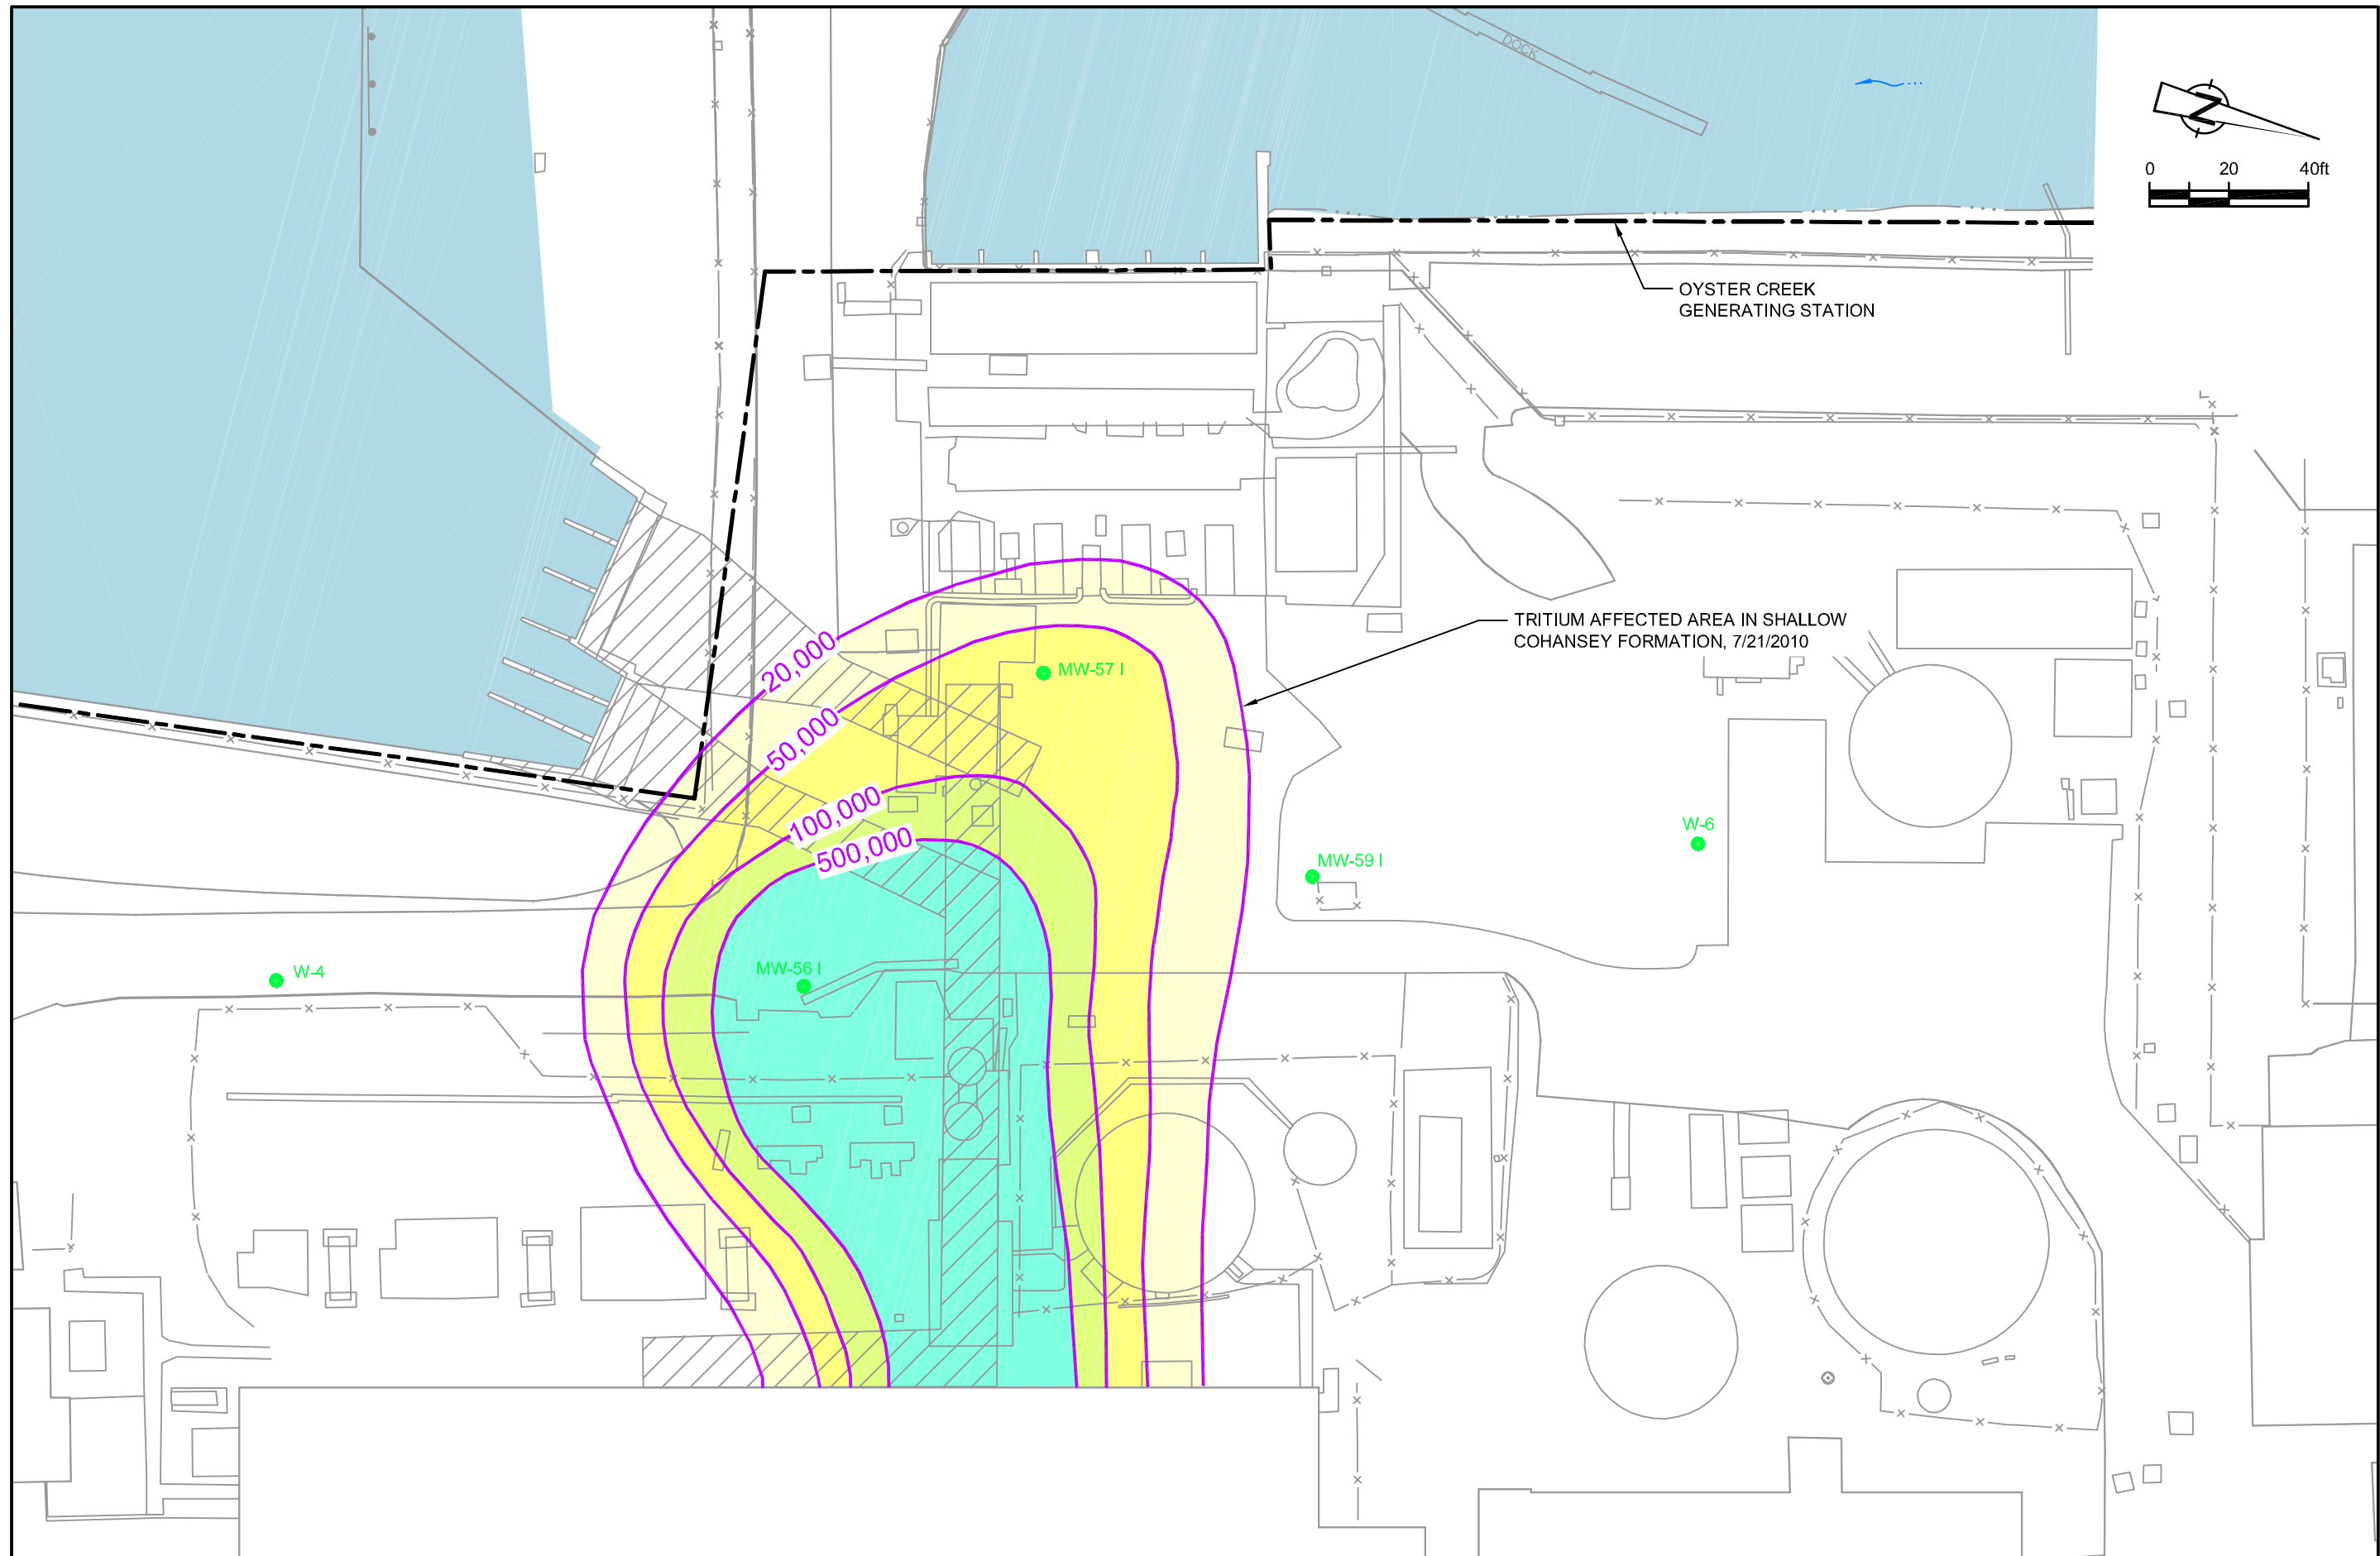 DOCK
N
0 20 40ft
OYSTER CREEK
GENERATING STATION
TRITIUM AFFECTED AREA IN SHALLOW
COHANSEY FORMATION, 7/21/2010
20,000
MW-57 I
50,000
100,000
500,000
W-6
MW-59 I
W-4
MW-56 I